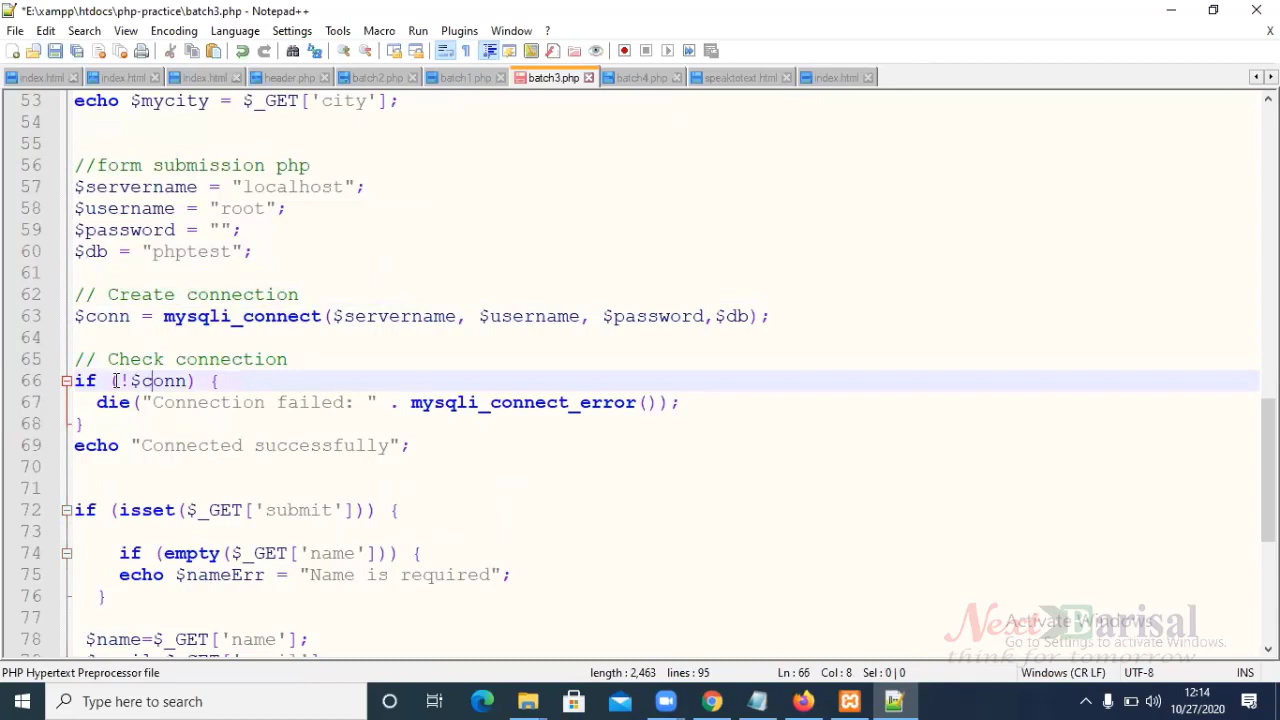 *E:\xampp\htdocs\php-practice\batch3.php - Notepad++
File Edit Search View Encoding Language Settings Tools Macro Run Plugins Window ?
X
index.html index.html index.html header.php batch2.php batch1.php batch3.php batch4.php speaktotext.html index.html
53 echo $mycity = $_GET['city'];
54
55
56 //form submission php
57 $servername = "localhost";
58 $username = "root";
59 $password = "";
60 $db = "phptest";
61
62 // Create connection
63 $conn = mysqli_connect($servername, $username, $password,$db);
64
65 // Check connection
66 if (!$conn) {
67 die("Connection failed: " . mysqli_connect_error());
68 }
69 echo "Connected successfully";
70
71
72 if (isset($_GET['submit'])) {
73
74 if (empty($_GET['name'])) {
75 echo $nameErr = "Name is required";
76 }
77
78 $name=$_GET['name'];
Next Barisal
think for tomorrow
Activate Windows
Go to Settings to activate Windows.
PHP Hypertext Preprocessor file length : 2,463 lines : 95 Ln : 66 Col : 8 Sel : 0 | 0 Windows (CR LF) UTF-8 INS
Type here to search
12:14
10/27/2020